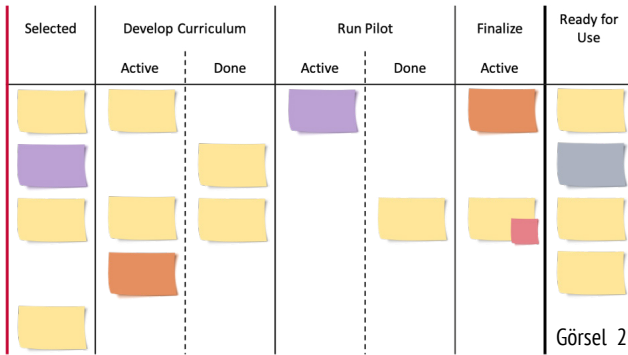 Selected
Develop Curriculum
Run Pilot
Finalize
Ready for
Use
Active
Done
Active
Done
Active
Görsel 2